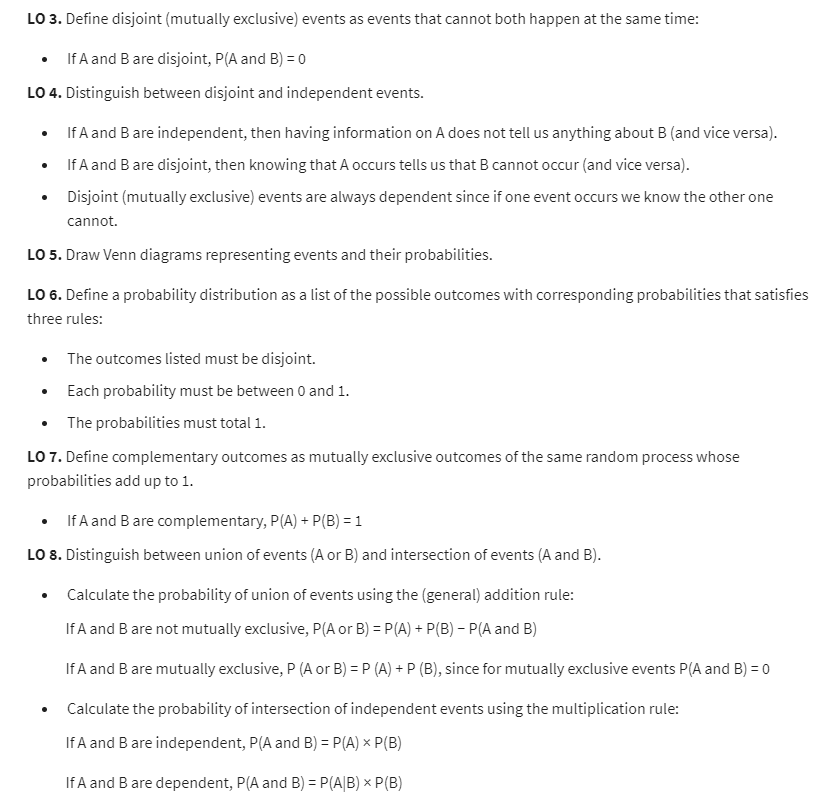 LO 3. Define disjoint (mutually exclusive) events as events that cannot both happen at the same time:
• If A and B are disjoint, P(A and B) = 0
LO 4. Distinguish between disjoint and independent events.
• If A and B are independent, then having information on A does not tell us anything about B (and vice versa).
• If A and B are disjoint, then knowing that A occurs tells us that B cannot occur (and vice versa).
• Disjoint (mutually exclusive) events are always dependent since if one event occurs we know the other one
cannot.
LO 5. Draw Venn diagrams representing events and their probabilities.
LO 6. Define a probability distribution as a list of the possible outcomes with corresponding probabilities that satisfies
three rules:
• The outcomes listed must be disjoint.
• Each probability must be between 0 and 1.
• The probabilities must total 1.
LO 7. Define complementary outcomes as mutually exclusive outcomes of the same random process whose
probabilities add up to 1.
• If A and B are complementary, P(A) + P(B) = 1
LO 8. Distinguish between union of events (A or B) and intersection of events (A and B).
• Calculate the probability of union of events using the (general) addition rule:
If A and B are not mutually exclusive, P(A or B) = P(A) + P(B) − P(A and B)
If A and B are mutually exclusive, P (A or B) = P (A) + P (B), since for mutually exclusive events P(A and B) = 0
• Calculate the probability of intersection of independent events using the multiplication rule:
If A and B are independent, P(A and B) = P(A) × P(B)
If A and B are dependent, P(A and B) = P(A|B) × P(B)